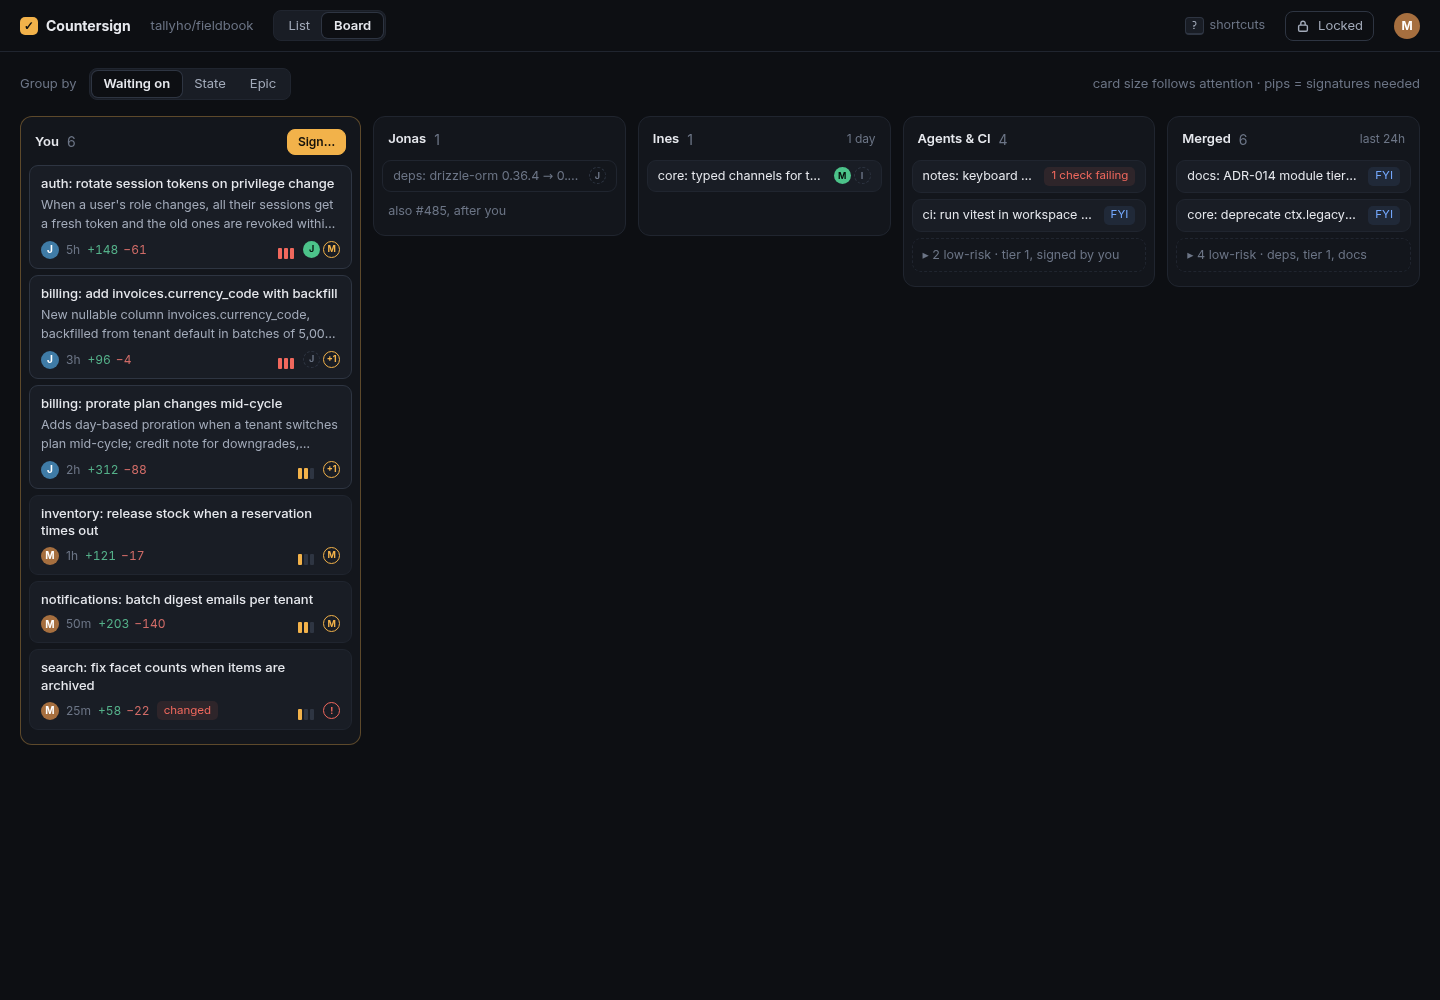 ✓ Countersign tallyho/fieldbook List Board ? shortcuts Locked M
Group by Waiting on State Epic card size follows attention · pips = signatures needed
You 6 Sign...
auth: rotate session tokens on privilege change
When a user's role changes, all their sessions get
a fresh token and the old ones are revoked withi...
J 5h +148 −61 J M
billing: add invoices.currency_code with backfill
New nullable column invoices.currency_code,
backfilled from tenant default in batches of 5,00...
J 3h +96 −4 J +1
billing: prorate plan changes mid-cycle
Adds day-based proration when a tenant switches
plan mid-cycle; credit note for downgrades,...
J 2h +312 −88 +1
inventory: release stock when a reservation
times out
M 1h +121 −17 M
notifications: batch digest emails per tenant
M 50m +203 −140 M
search: fix facet counts when items are
archived
M 25m +58 −22 changed !
Jonas 1
deps: drizzle-orm 0.36.4 → 0.... J
also #485, after you
Ines 1 1 day
core: typed channels for t... M I
Agents & CI 4
notes: keyboard ... 1 check failing
ci: run vitest in workspace ... FYI
▸ 2 low-risk · tier 1, signed by you
Merged 6 last 24h
docs: ADR-014 module tier... FYI
core: deprecate ctx.legacy... FYI
▸ 4 low-risk · deps, tier 1, docs